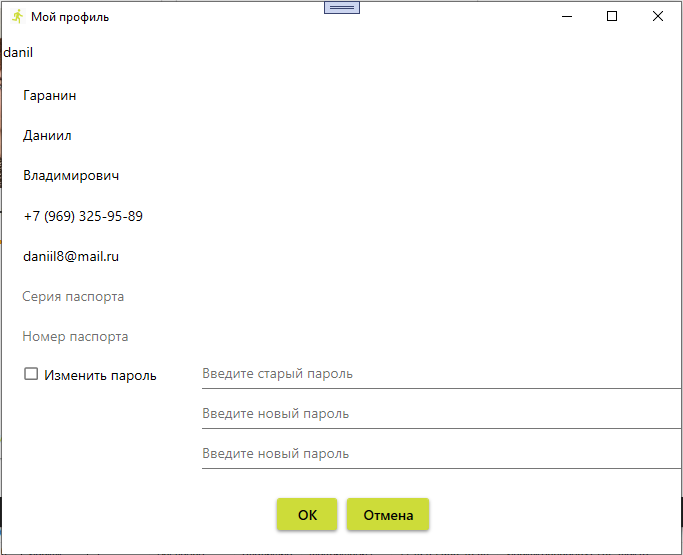 Мой профиль
danil
Гаранин
Даниил
Владимирович
+7 (969) 325-95-89
daniil8@mail.ru
Серия паспорта
Номер паспорта
Изменить пароль
Введите старый пароль
Введите новый пароль
Введите новый пароль
ОК
Отмена